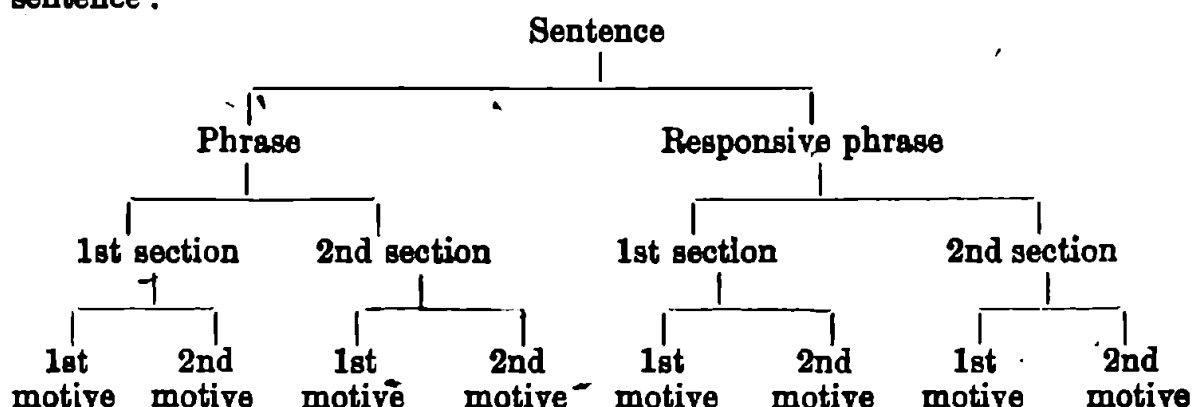 sentence:
Sentence
Phrase Responsive phrase
1st section 2nd section 1st section 2nd section
1st 2nd 1st 2nd 1st 2nd 1st 2nd
motive motive motive motive motive motive motive motive